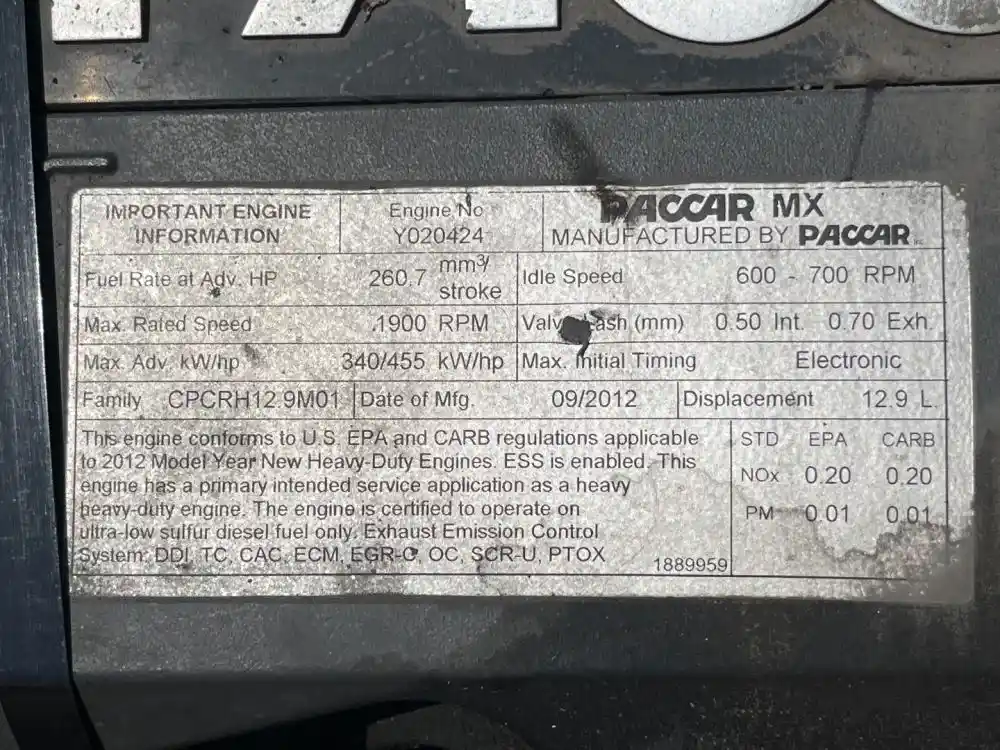 IMPORTANT ENGINE INFORMATION
Engine No Y020424
PACCAR MX
MANUFACTURED BY PACCAR
Fuel Rate at Adv. HP 260.7 mm³/stroke
Idle Speed 600 - 700 RPM
Max. Rated Speed 1900 RPM
Valve Lash (mm) 0.50 Int. 0.70 Exh.
Max. Adv. kW/hp 340/455 kW/hp
Max. Initial Timing Electronic
Family CPCRH12.9M01
Date of Mfg. 09/2012
Displacement 12.9 L
This engine conforms to U.S. EPA and CARB regulations applicable
to 2012 Model Year New Heavy-Duty Engines. ESS is enabled. This
engine has a primary intended service application as a heavy
heavy-duty engine. The engine is certified to operate on
ultra-low sulfur diesel fuel only. Exhaust Emission Control
System: DDI, TC, CAC, ECM, EGR-C, OC, SCR-U, PTOX
1889959
STD EPA CARB
NOx 0.20 0.20
PM 0.01 0.01